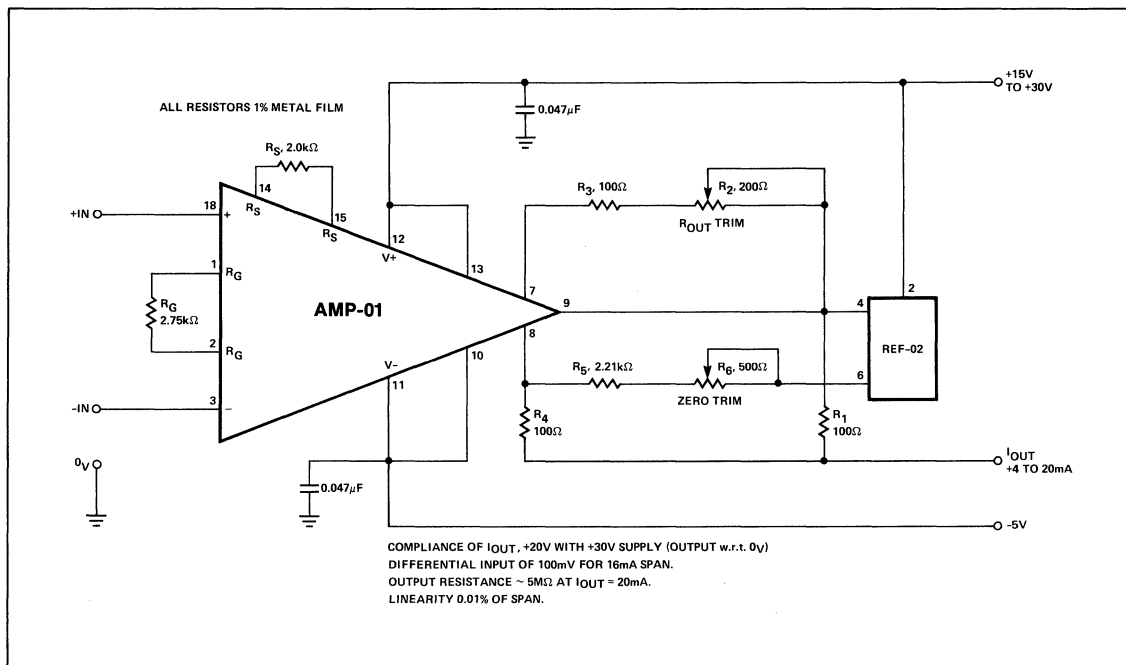 +15V
TO +30V
0.047µF
ALL RESISTORS 1% METAL FILM
RS, 2.0kΩ
14
RS
15
RS
12
V+
13
R3, 100Ω
R2, 200Ω
ROUT TRIM
+IN
18
+
1
RG
RG
2.75kΩ
2
RG
AMP-01
7
9
8
4
2
REF-02
6
10
V-
11
R5, 2.21kΩ
R6, 500Ω
ZERO TRIM
-IN
3
-
R4
100Ω
R1
100Ω
0V
IOUT
+4 TO 20mA
0.047µF
-5V
COMPLIANCE OF IOUT, +20V WITH +30V SUPPLY (OUTPUT w.r.t. 0V)
DIFFERENTIAL INPUT OF 100mV FOR 16mA SPAN.
OUTPUT RESISTANCE ~ 5MΩ AT IOUT = 20mA.
LINEARITY 0.01% OF SPAN.